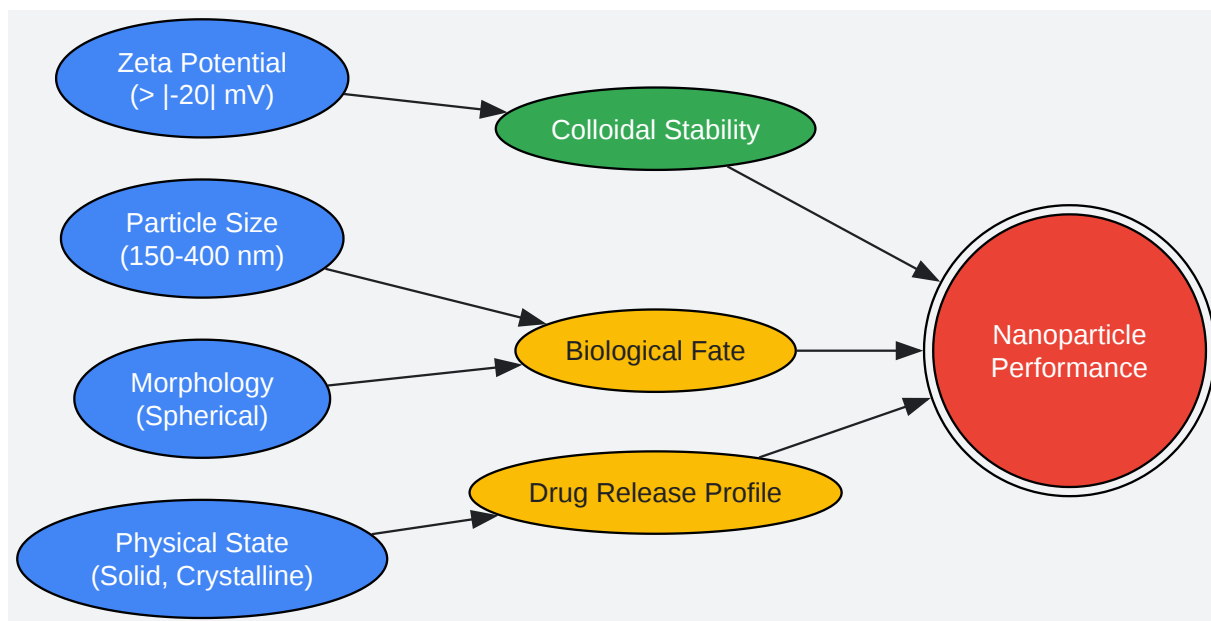 Zeta Potential
(> |-20| mV)
Colloidal Stability
Particle Size
(150-400 nm)
Biological Fate
Nanoparticle
Performance
Morphology
(Spherical)
Drug Release Profile
Physical State
(Solid, Crystalline)